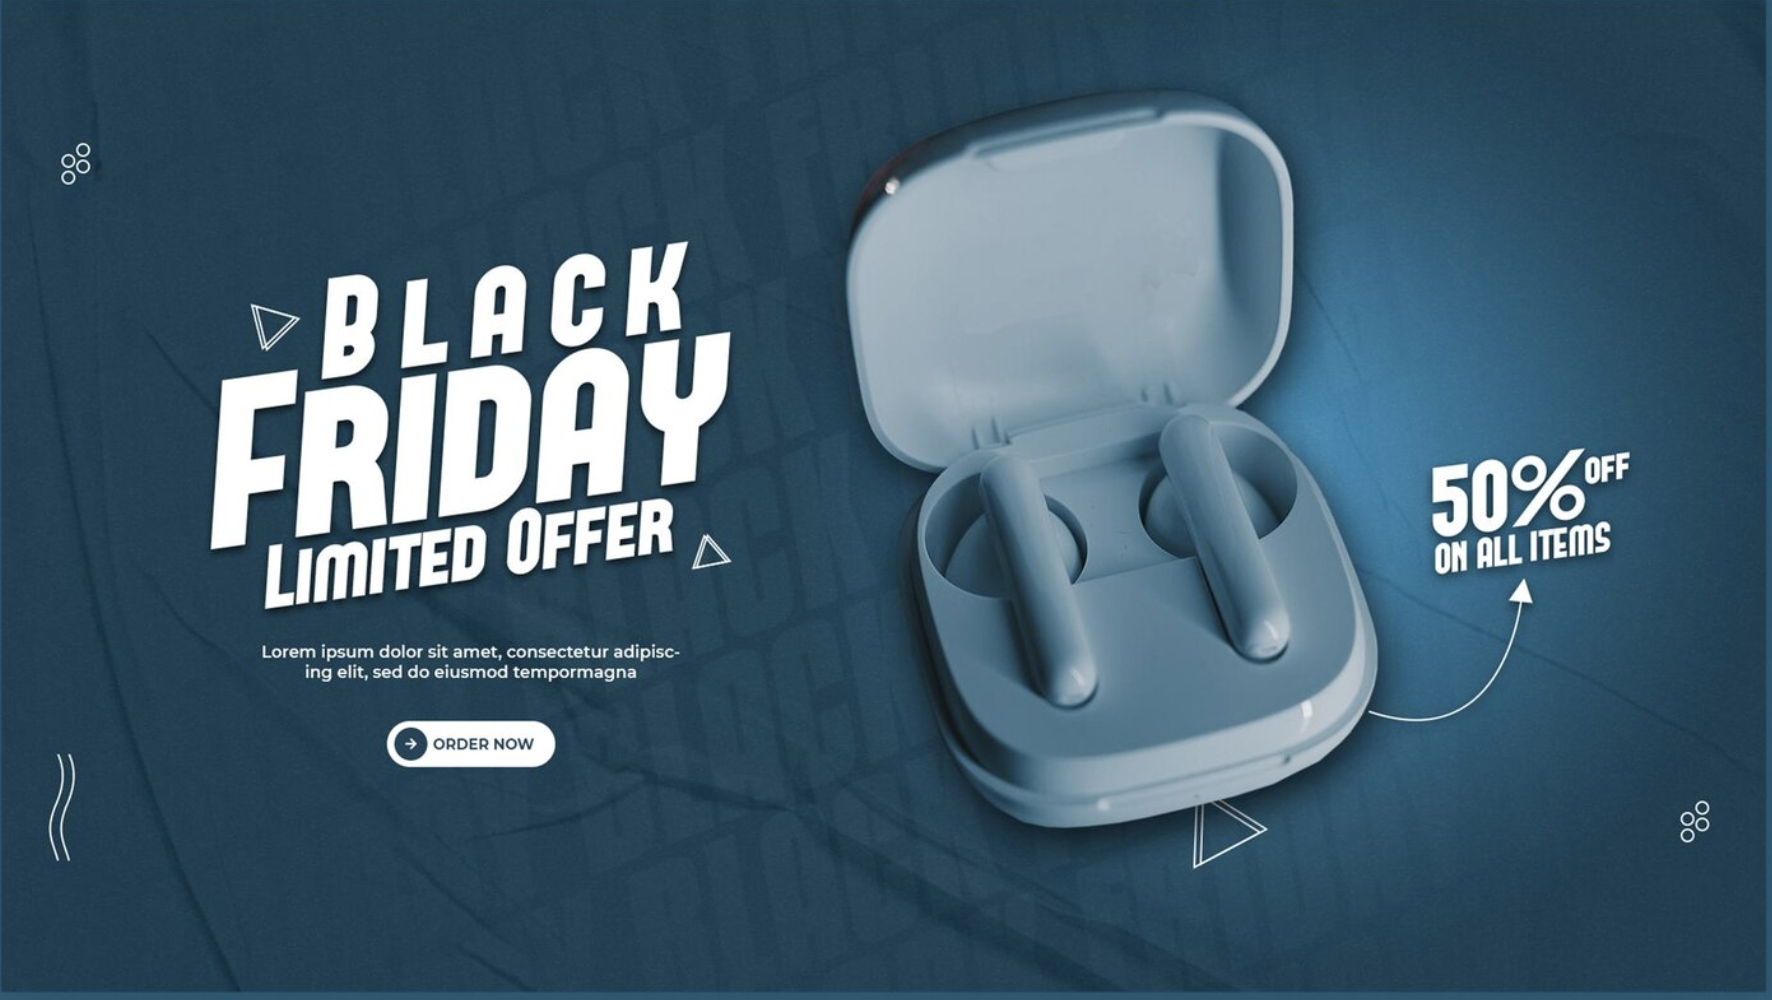 BLACK
FRIDAY
LIMITED OFFER
Lorem ipsum dolor sit amet, consectetur adipisc-
ing elit, sed do eiusmod tempormagna
ORDER NOW
50% OFF
ON ALL ITEMS